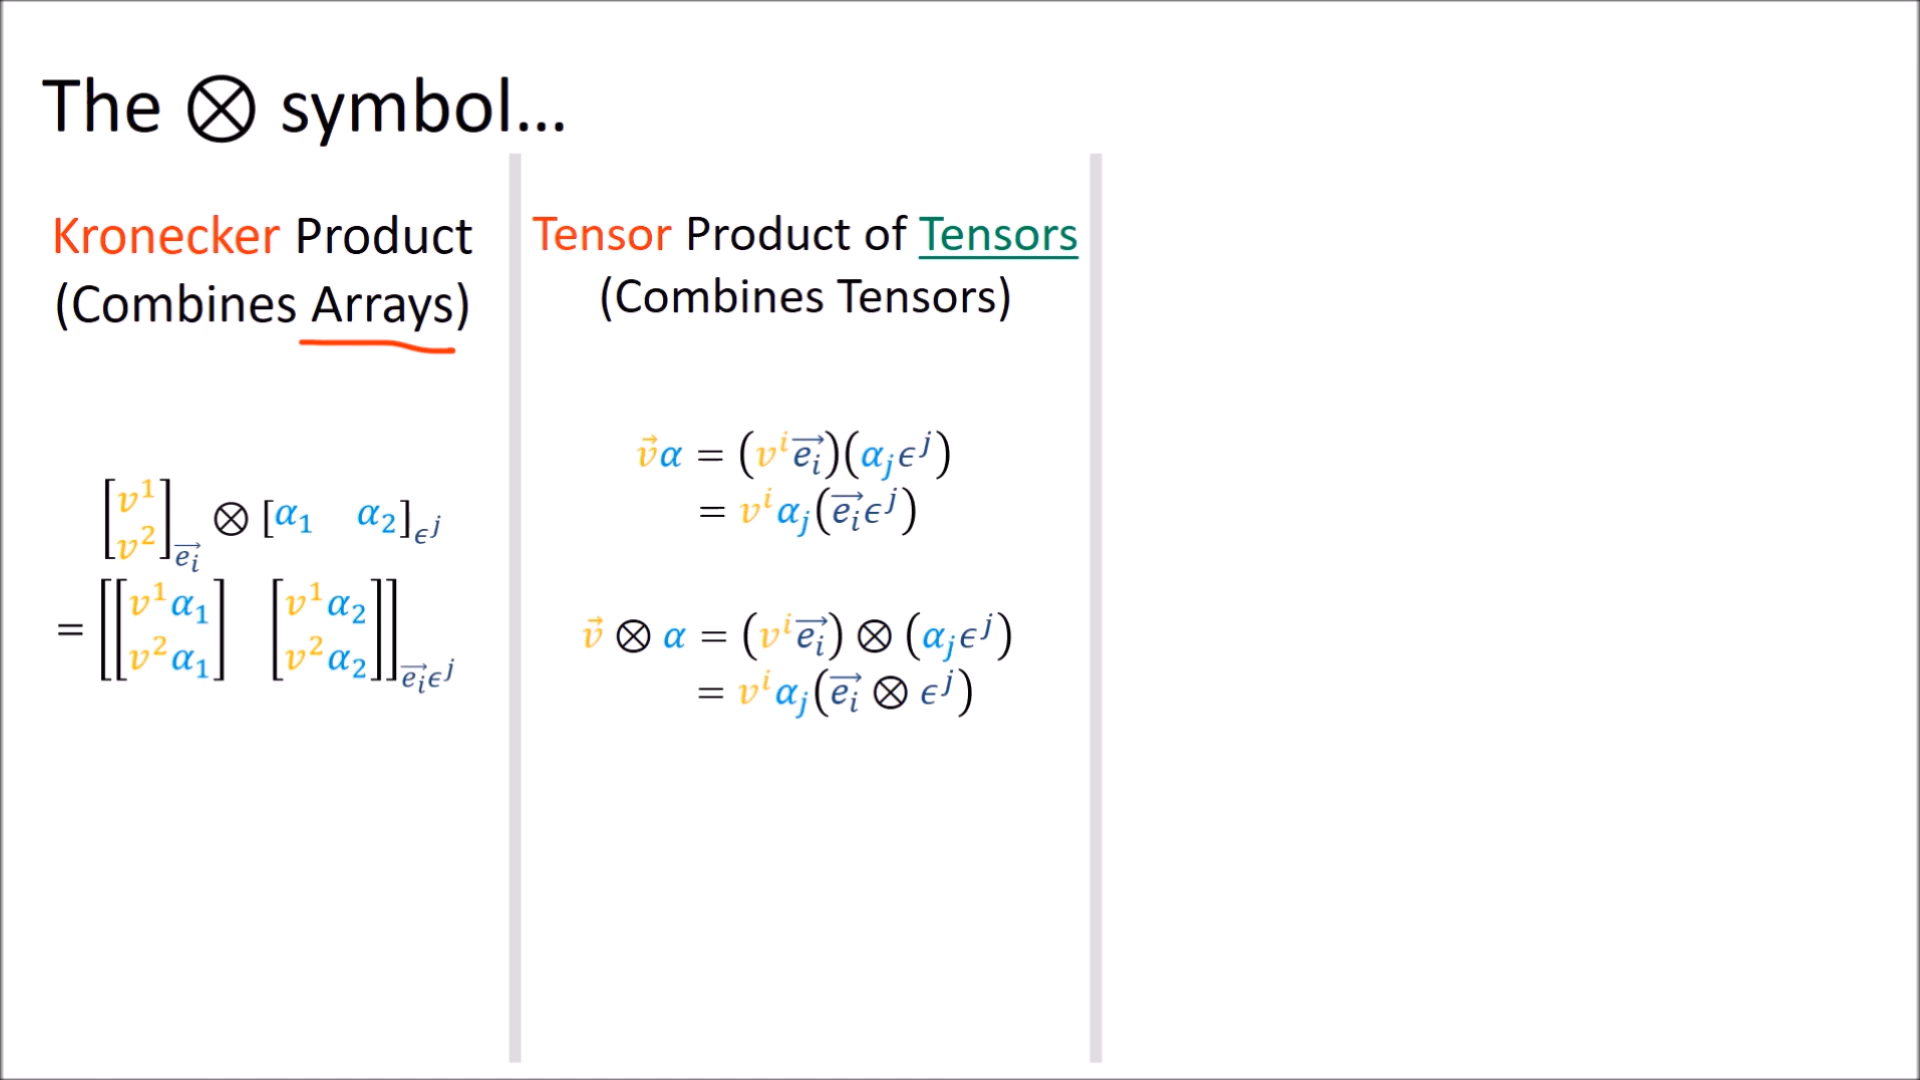 The ⊗ symbol...
Kronecker Product
(Combines Arrays)
[v¹ v²]_{e⃗ᵢ} ⊗ [α₁ α₂]_{ϵʲ}
= [[v¹α₁ v²α₁] [v¹α₂ v²α₂]]_{e⃗ᵢϵʲ}
Tensor Product of Tensors
(Combines Tensors)
v⃗α = (vⁱe⃗ᵢ)(αⱼϵʲ)
= vⁱαⱼ(e⃗ᵢϵʲ)
v⃗ ⊗ α = (vⁱe⃗ᵢ) ⊗ (αⱼϵʲ)
= vⁱαⱼ(e⃗ᵢ ⊗ ϵʲ)